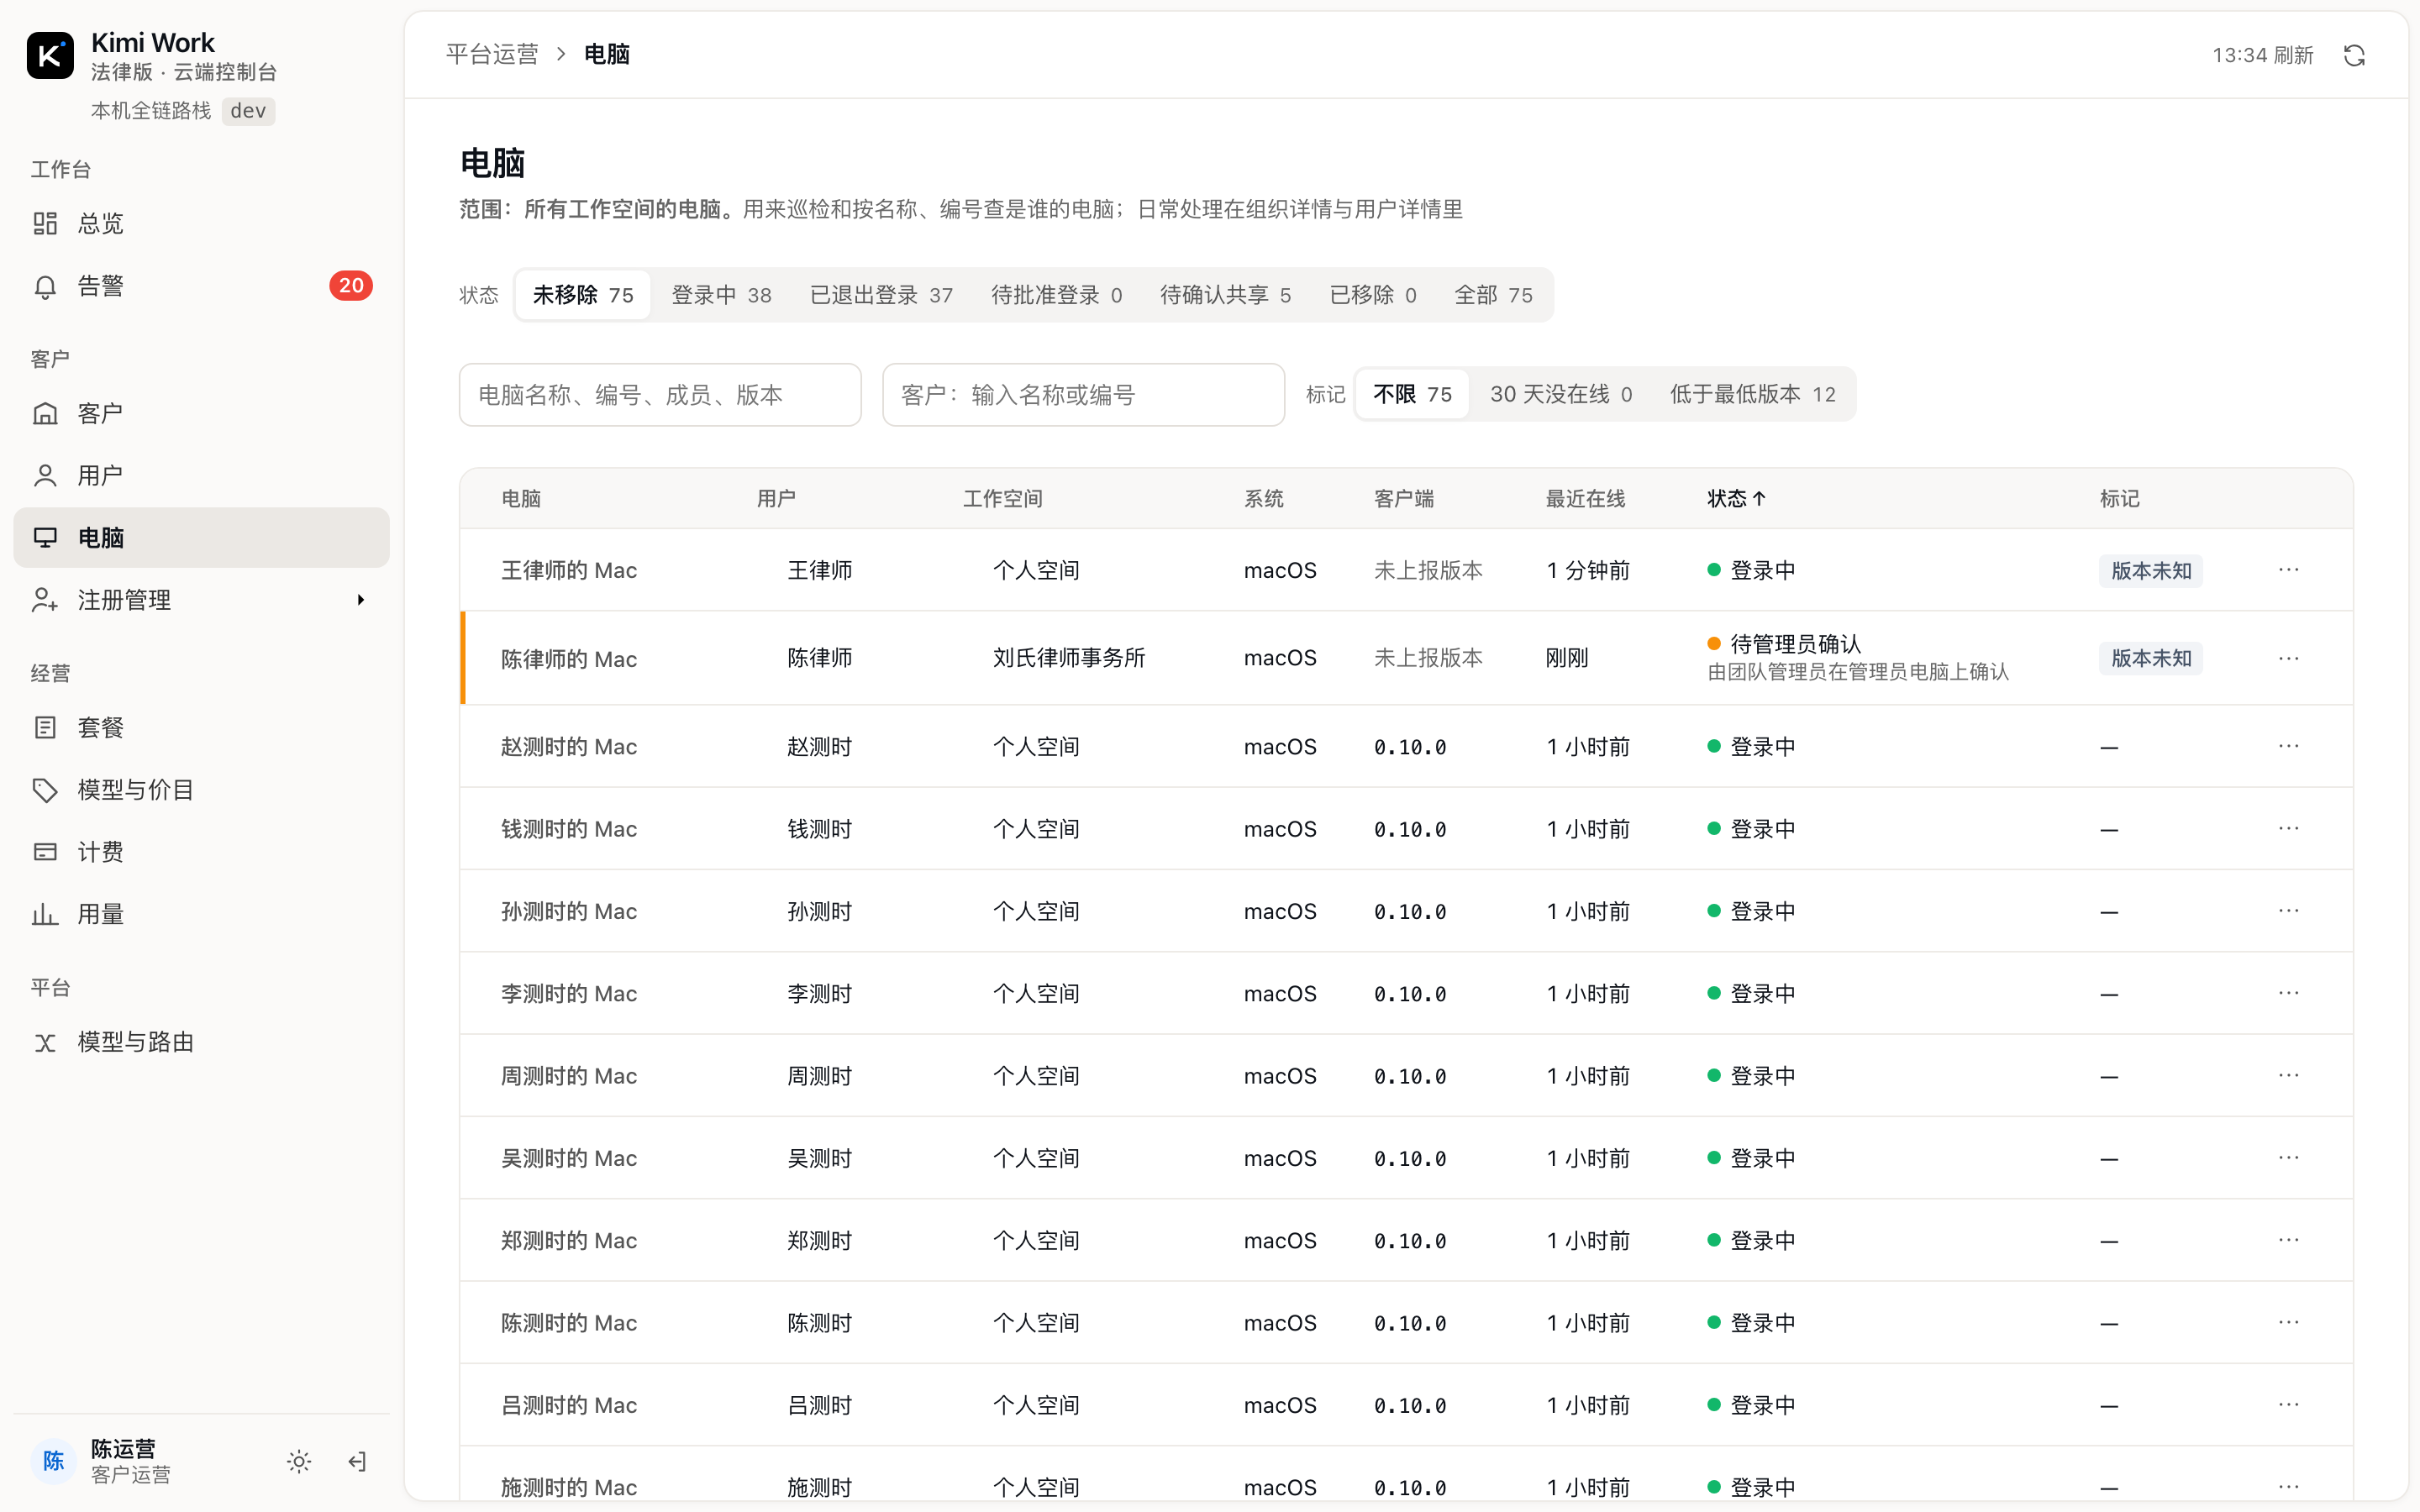 Kimi Work
法律版 · 云端控制台
本机全链路栈 dev
工作台
总览
告警 20
客户
客户
用户
电脑
注册管理
经营
套餐
模型与价目
计费
用量
平台
模型与路由
陈 陈运营
客户运营
平台运营 > 电脑
13:34 刷新
电脑
范围：所有工作空间的电脑。用来巡检和按名称、编号查是谁的电脑；日常处理在组织详情与用户详情里
状态 未移除 75 登录中 38 已退出登录 37 待批准登录 0 待确认共享 5 已移除 0 全部 75
电脑名称、编号、成员、版本 客户：输入名称或编号 标记 不限 75 30 天没在线 0 低于最低版本 12
电脑 用户 工作空间 系统 客户端 最近在线 状态 ↑ 标记
王律师的 Mac 王律师 个人空间 macOS 未上报版本 1 分钟前 登录中 版本未知 ···
陈律师的 Mac 陈律师 刘氏律师事务所 macOS 未上报版本 刚刚 待管理员确认 版本未知 ···
由团队管理员在管理员电脑上确认
赵测时的 Mac 赵测时 个人空间 macOS 0.10.0 1 小时前 登录中 — ···
钱测时的 Mac 钱测时 个人空间 macOS 0.10.0 1 小时前 登录中 — ···
孙测时的 Mac 孙测时 个人空间 macOS 0.10.0 1 小时前 登录中 — ···
李测时的 Mac 李测时 个人空间 macOS 0.10.0 1 小时前 登录中 — ···
周测时的 Mac 周测时 个人空间 macOS 0.10.0 1 小时前 登录中 — ···
吴测时的 Mac 吴测时 个人空间 macOS 0.10.0 1 小时前 登录中 — ···
郑测时的 Mac 郑测时 个人空间 macOS 0.10.0 1 小时前 登录中 — ···
陈测时的 Mac 陈测时 个人空间 macOS 0.10.0 1 小时前 登录中 — ···
吕测时的 Mac 吕测时 个人空间 macOS 0.10.0 1 小时前 登录中 — ···
施测时的 Mac 施测时 个人空间 macOS 0.10.0 1 小时前 登录中 — ···